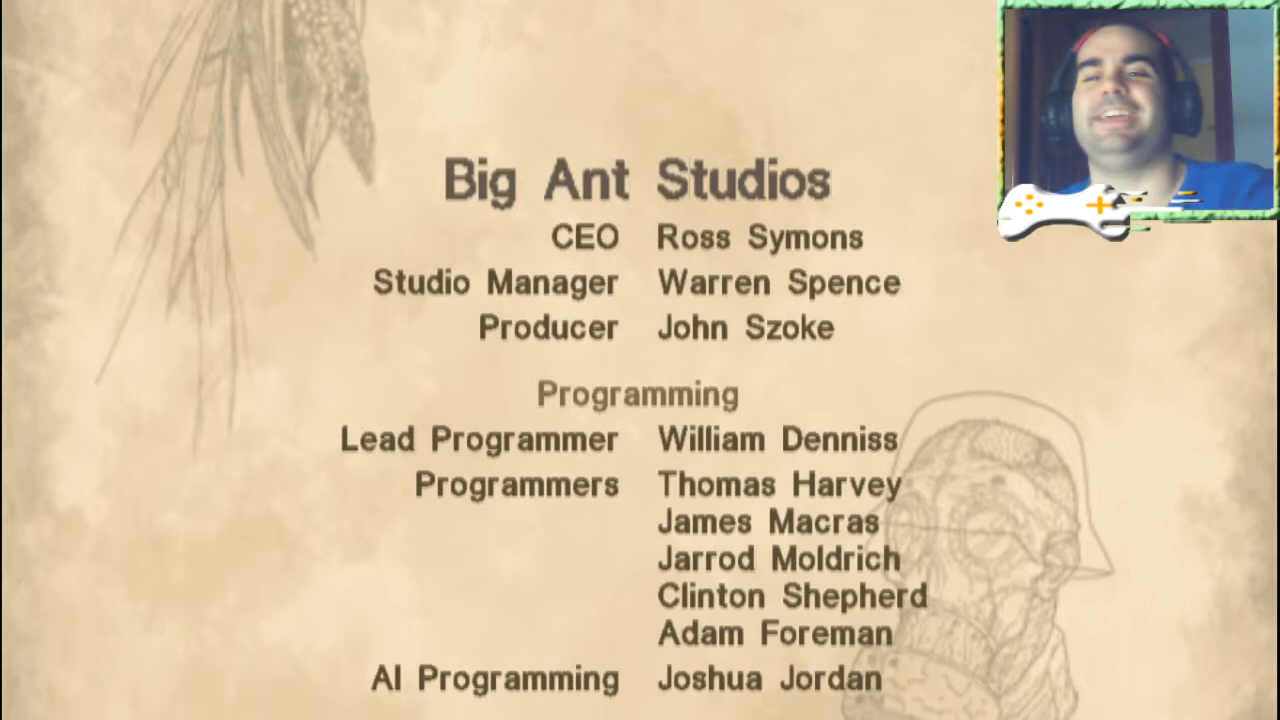 Big Ant Studios
CEO Ross Symons
Studio Manager Warren Spence
Producer John Szoke
Programming
Lead Programmer William Denniss
Programmers Thomas Harvey
James Macras
Jarrod Moldrich
Clinton Shepherd
Adam Foreman
AI Programming Joshua Jordan